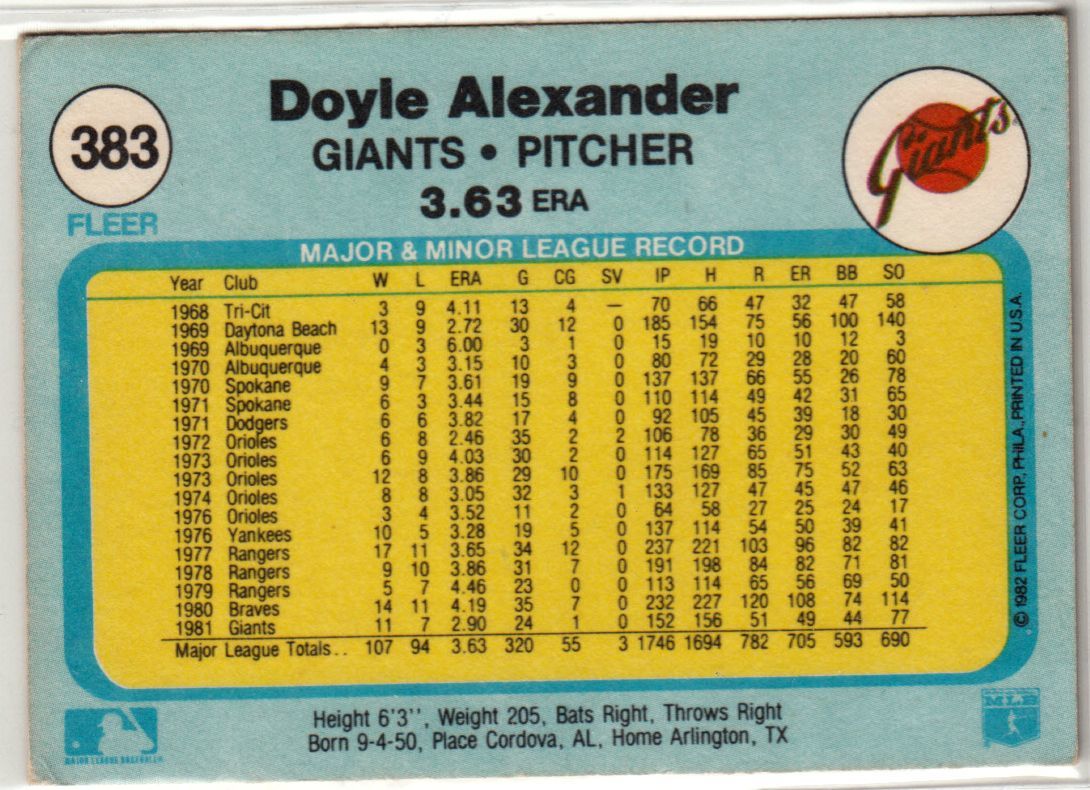 383
FLEER
Doyle Alexander
GIANTS • PITCHER
3.63 ERA
Giants
MAJOR & MINOR LEAGUE RECORD
Year Club W L ERA G CG SV IP H R ER BB SO
1968 Tri-Cit 3 9 4.11 13 4 — 70 66 47 32 47 58
1969 Daytona Beach 13 9 2.72 30 12 0 185 154 75 56 100 140
1969 Albuquerque 0 3 6.00 3 1 0 15 19 10 10 12 3
1970 Albuquerque 4 3 3.15 10 3 0 80 72 29 28 20 60
1970 Spokane 9 7 3.61 19 9 0 137 137 66 55 26 78
1971 Spokane 6 3 3.44 15 8 0 110 114 49 42 31 65
1971 Dodgers 6 6 3.82 17 4 0 92 105 45 39 18 30
1972 Orioles 6 8 2.46 35 2 2 106 78 36 29 30 49
1973 Orioles 6 9 4.03 30 2 0 114 127 65 51 43 40
1973 Orioles 12 8 3.86 29 10 0 175 169 85 75 52 63
1974 Orioles 8 8 3.05 32 3 1 133 127 47 45 47 46
1976 Orioles 3 4 3.52 11 2 0 64 58 27 25 24 17
1976 Yankees 10 5 3.28 19 5 0 137 114 54 50 39 41
1977 Rangers 17 11 3.65 34 12 0 237 221 103 96 82 82
1978 Rangers 9 10 3.86 31 7 0 191 198 84 82 71 81
1979 Rangers 5 7 4.46 23 0 0 113 114 65 56 69 50
1980 Braves 14 11 4.19 35 7 0 232 227 120 108 74 114
1981 Giants 11 7 2.90 24 1 0 152 156 51 49 44 77
Major League Totals.. 107 94 3.63 320 55 3 1746 1694 782 705 593 690
© 1982 FLEER CORP., PHILA., PRINTED IN U.S.A.
Height 6'3'', Weight 205, Bats Right, Throws Right
Born 9-4-50, Place Cordova, AL, Home Arlington, TX
MAJOR LEAGUE BASEBALL
MLB